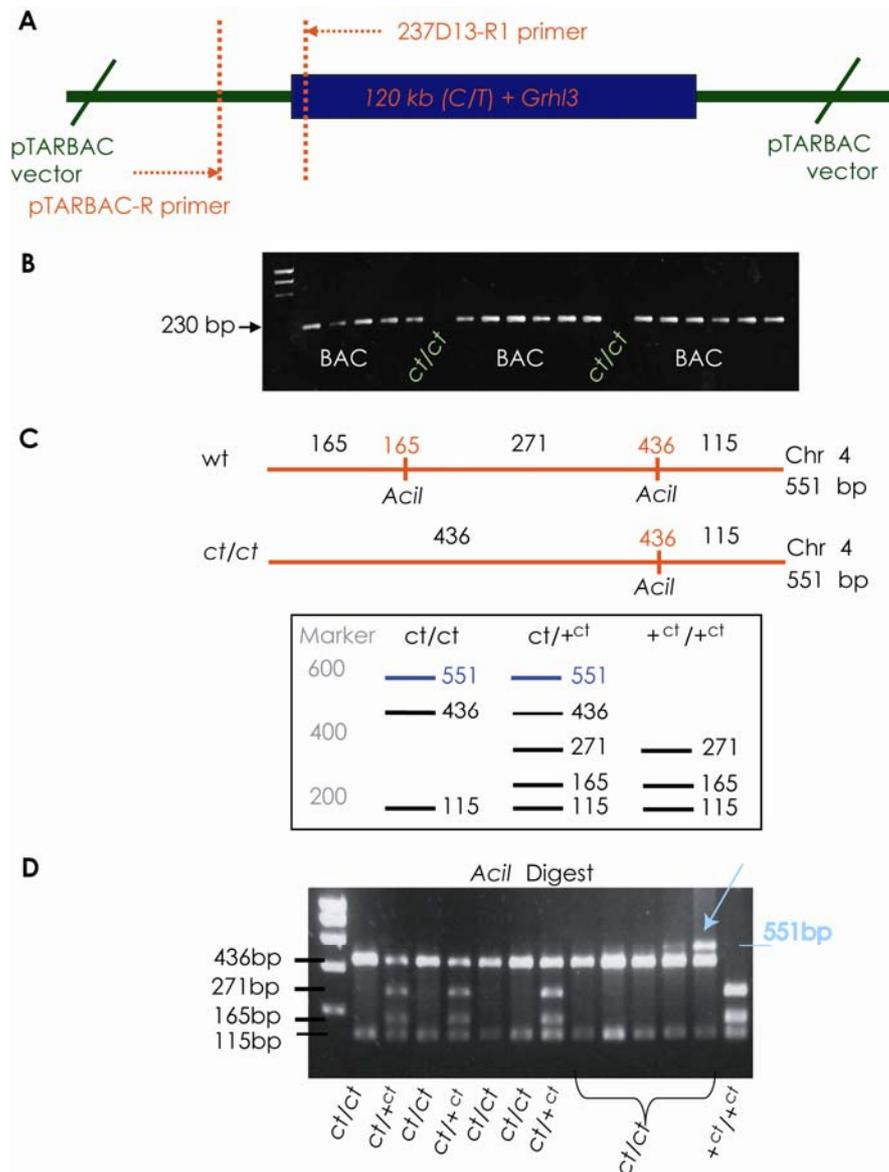 A
237D13-R1 primer
120 kb (C/T) + Grhl3
pTARBAC
vector
pTARBAC
vector
pTARBAC-R primer
B
230 bp
BAC
ct/ct
BAC
ct/ct
BAC
C
wt
165
165
271
436
115
Chr 4
551 bp
AciI
AciI
ct/ct
436
436
115
Chr 4
551 bp
AciI
Marker
ct/ct
ct/+ct
+ct/+ct
600
551
551
436
436
400
271
271
165
165
200
115
115
115
D
AciI Digest
551bp
436bp
271bp
165bp
115bp
ct/ct
ct/+ct
ct/ct
ct/+ct
ct/ct
ct/ct
ct/+ct
ct/ct
+ct/+ct